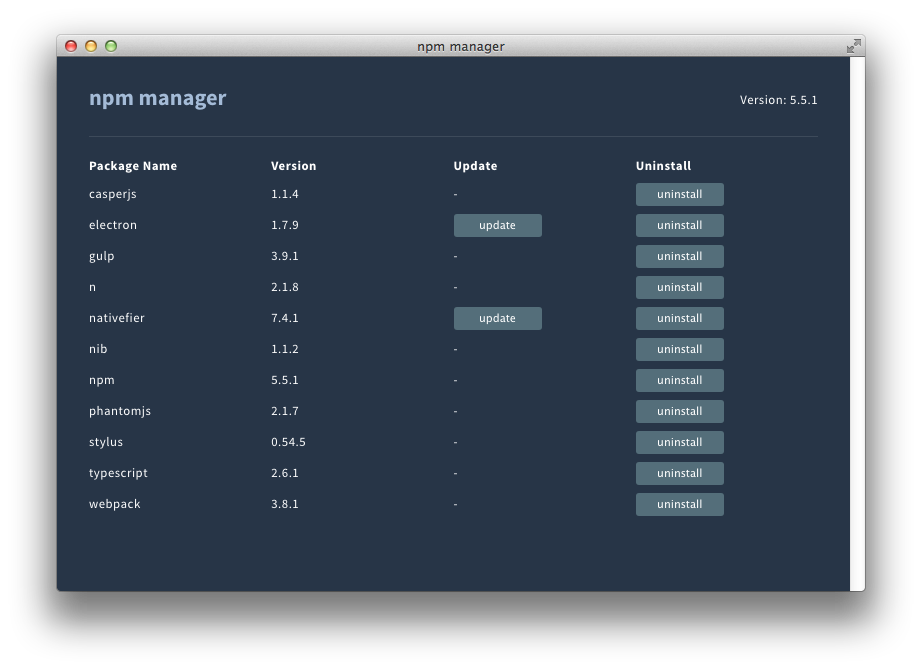 npm manager
npm manager
Version: 5.5.1
Package Name Version Update Uninstall
casperjs 1.1.4 - uninstall
electron 1.7.9 update uninstall
gulp 3.9.1 - uninstall
n 2.1.8 - uninstall
nativefier 7.4.1 update uninstall
nib 1.1.2 - uninstall
npm 5.5.1 - uninstall
phantomjs 2.1.7 - uninstall
stylus 0.54.5 - uninstall
typescript 2.6.1 - uninstall
webpack 3.8.1 - uninstall